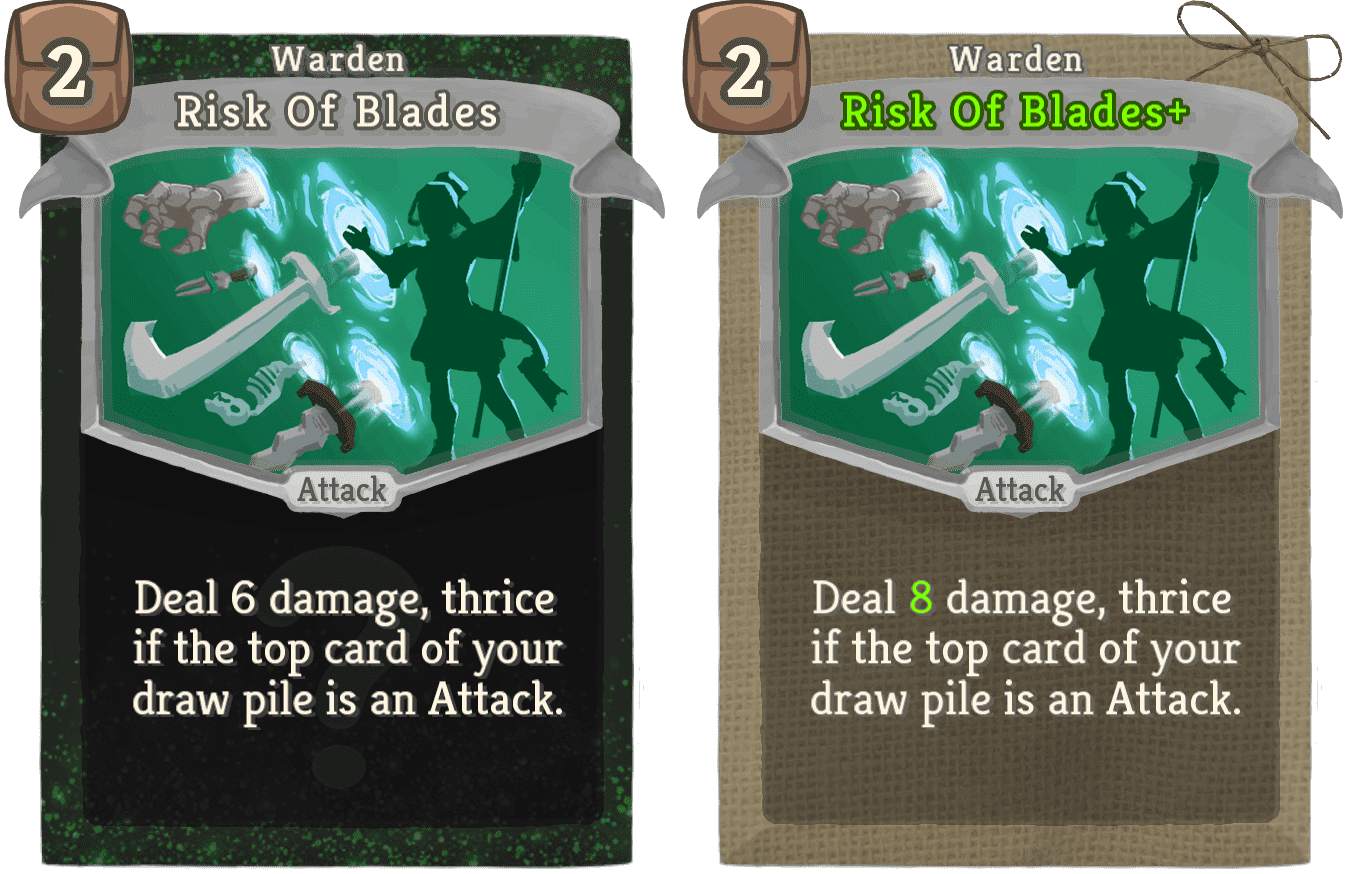 2
Warden
Risk Of Blades
Attack
Deal 6 damage, thrice
if the top card of your
draw pile is an Attack.
2
Warden
Risk Of Blades+
Attack
Deal 8 damage, thrice
if the top card of your
draw pile is an Attack.